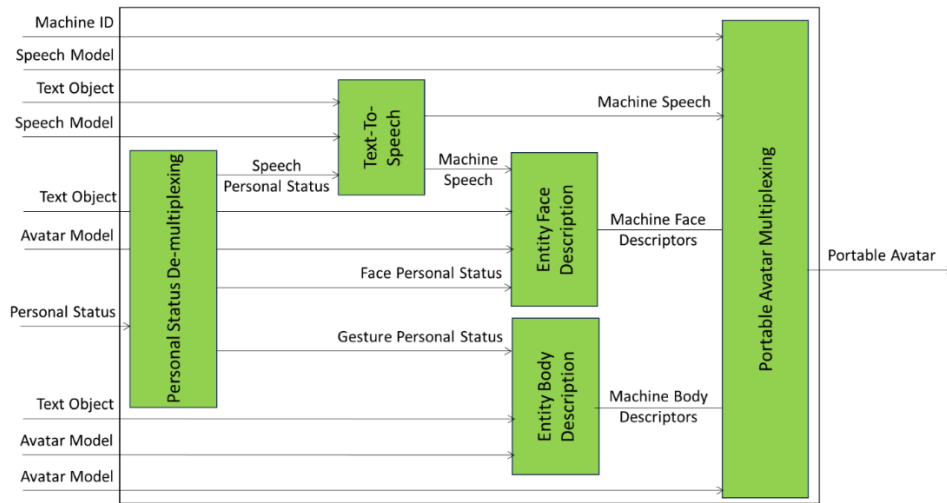 Machine ID
Speech Model
Text Object
Speech Model
Text Object
Avatar Model
Personal Status
Text Object
Avatar Model
Avatar Model
Personal Status De-multiplexing
Speech
Personal Status
Text-To-
Speech
Machine Speech
Machine
Speech
Face Personal Status
Gesture Personal Status
Entity Face
Description
Machine Face
Descriptors
Entity Body
Description
Machine Body
Descriptors
Portable Avatar Multiplexing
Portable Avatar